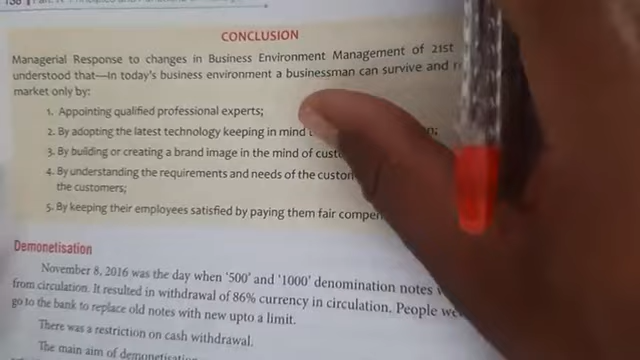 CONCLUSION
Managerial Response to changes in Business Environment Management of 21st
understood that—In today's business environment a businessman can survive and
market only by:
1. Appointing qualified professional experts;
2. By adopting the latest technology keeping in mind
3. By building or creating a brand image in the mind of
4. By understanding the requirements and needs of the
the customers;
5. By keeping their employees satisfied by paying them fair
Demonetisation
November 8, 2016 was the day when '500' and '1000' denomination notes
from circulation. It resulted in withdrawal of 86% currency in circulation. People
go to the bank to replace old notes with new upto a limit.
There was a restriction on cash withdrawal.
The main aim of